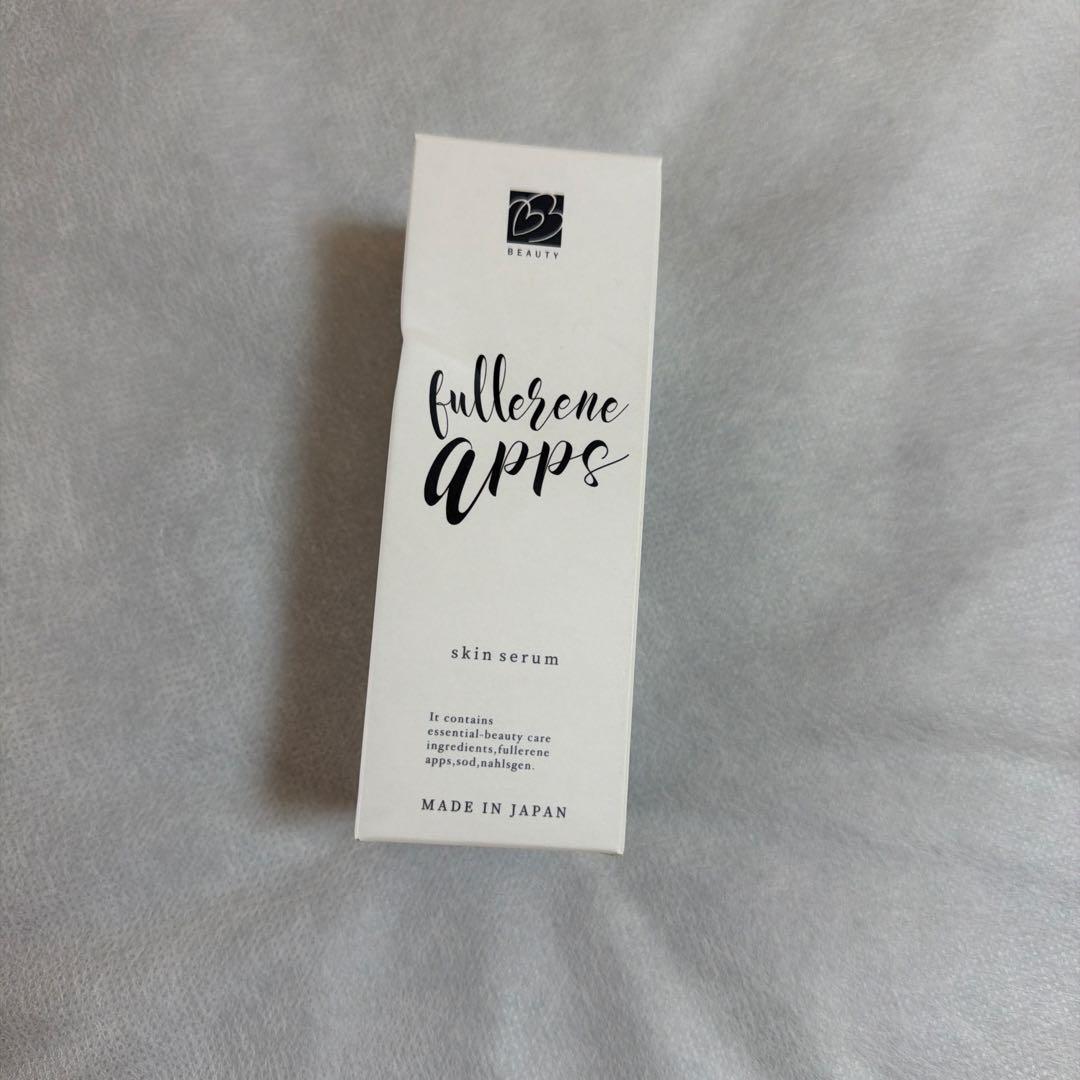 BEAUTY
fullerene
apps
skin serum
It contains
essential-beauty care
ingredients,fullerene
apps,sod,nahlsgen.
MADE IN JAPAN